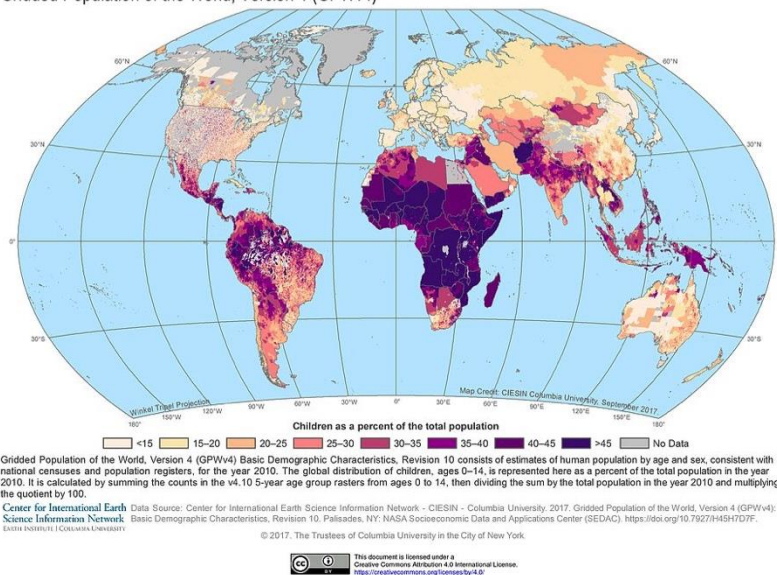 Gridded Population of the World, Version 4 (GPWv4)
60°N
60°N
30°N
30°N
0°
0°
30°S
30°S
Winkel Tripel Projection
Map Credit: CIESIN Columbia University, September 2017.
180°
150°W
120°W
90°W
60°W
30°W
0°
30°E
60°E
90°E
120°E
150°E
180°
Children as a percent of the total population
<15 15–20 20–25 25–30 30–35 35–40 40–45 >45 No Data
Gridded Population of the World, Version 4 (GPWv4) Basic Demographic Characteristics, Revision 10 consists of estimates of human population by age and sex, consistent with
national censuses and population registers, for the year 2010. The global distribution of children, ages 0–14, is represented here as a percent of the total population in the year
2010. It is calculated by summing the counts in the v4.10 5-year age group rasters from ages 0 to 14, then dividing the sum by the total population in the year 2010 and multiplying
the quotient by 100.
Center for International Earth
Science Information Network
EARTH INSTITUTE | COLUMBIA UNIVERSITY
Data Source: Center for International Earth Science Information Network - CIESIN - Columbia University. 2017. Gridded Population of the World, Version 4 (GPWv4):
Basic Demographic Characteristics, Revision 10. Palisades, NY: NASA Socioeconomic Data and Applications Center (SEDAC). https://doi.org/10.7927/H45H7D7F.
© 2017. The Trustees of Columbia University in the City of New York
cc
BY
This document is licensed under a
Creative Commons Attribution 4.0 International License.
https://creativecommons.org/licenses/by/4.0/